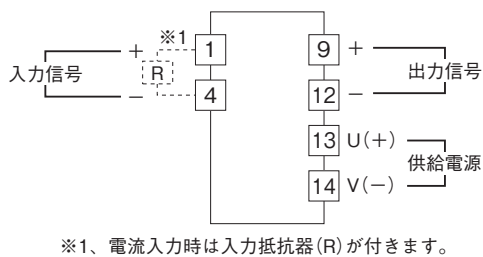 ※1
+ 1 9 +
入力信号 R 出力信号
− 4 12 −
13 U(+)
供給電源
14 V(−)
※1、電流入力時は入力抵抗器(R)が付きます。